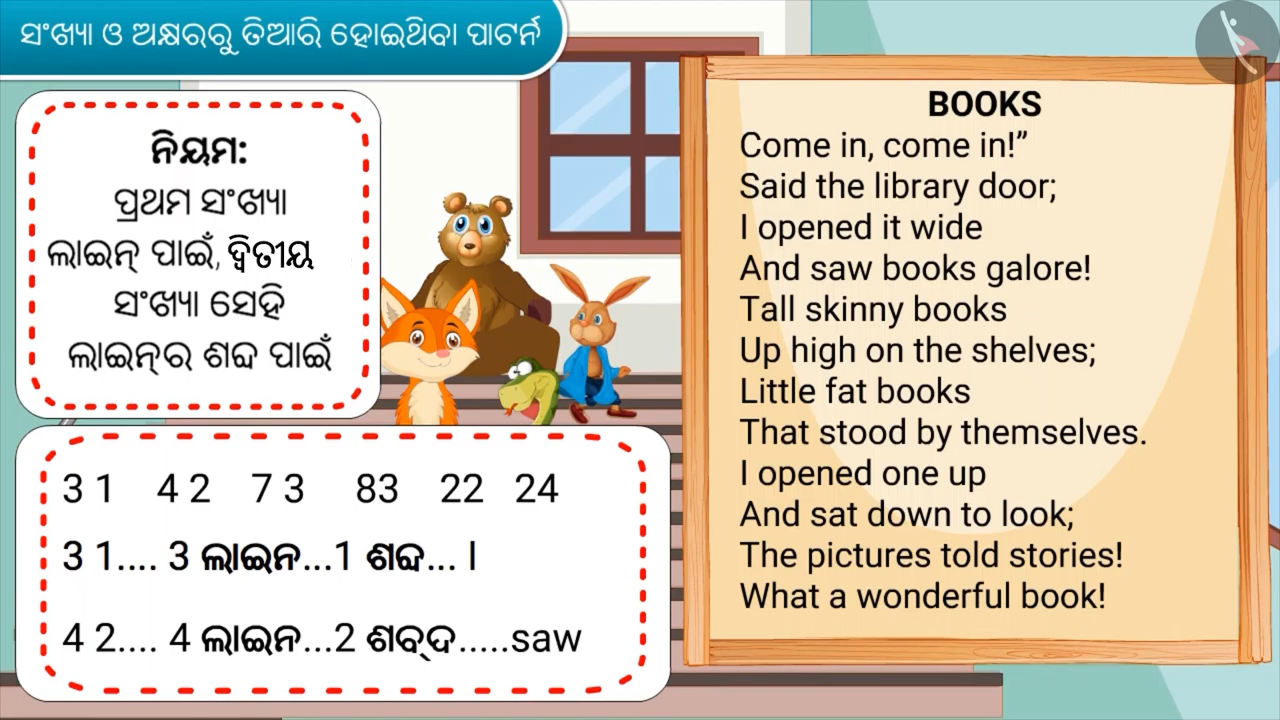 ସଂଖ୍ୟା ଓ ଅକ୍ଷରରୁ ତିଆରି ହୋଇଥିବା ପାଟର୍ନ
ନିୟମ:
ପ୍ରଥମ ସଂଖ୍ୟା
ଲାଇନ୍ ପାଇଁ, ଦ୍ୱିତୀୟ
ସଂଖ୍ୟା ସେହି
ଲାଇନ୍‌ର ଶବ୍ଦ ପାଇଁ
3 1 4 2 7 3 83 22 24
3 1.... 3 ଲାଇନ...1 ଶବ୍ଦ... I
4 2.... 4 ଲାଇନ...2 ଶବ୍‌ଦ.....saw
BOOKS
Come in, come in!”
Said the library door;
I opened it wide
And saw books galore!
Tall skinny books
Up high on the shelves;
Little fat books
That stood by themselves.
I opened one up
And sat down to look;
The pictures told stories!
What a wonderful book!